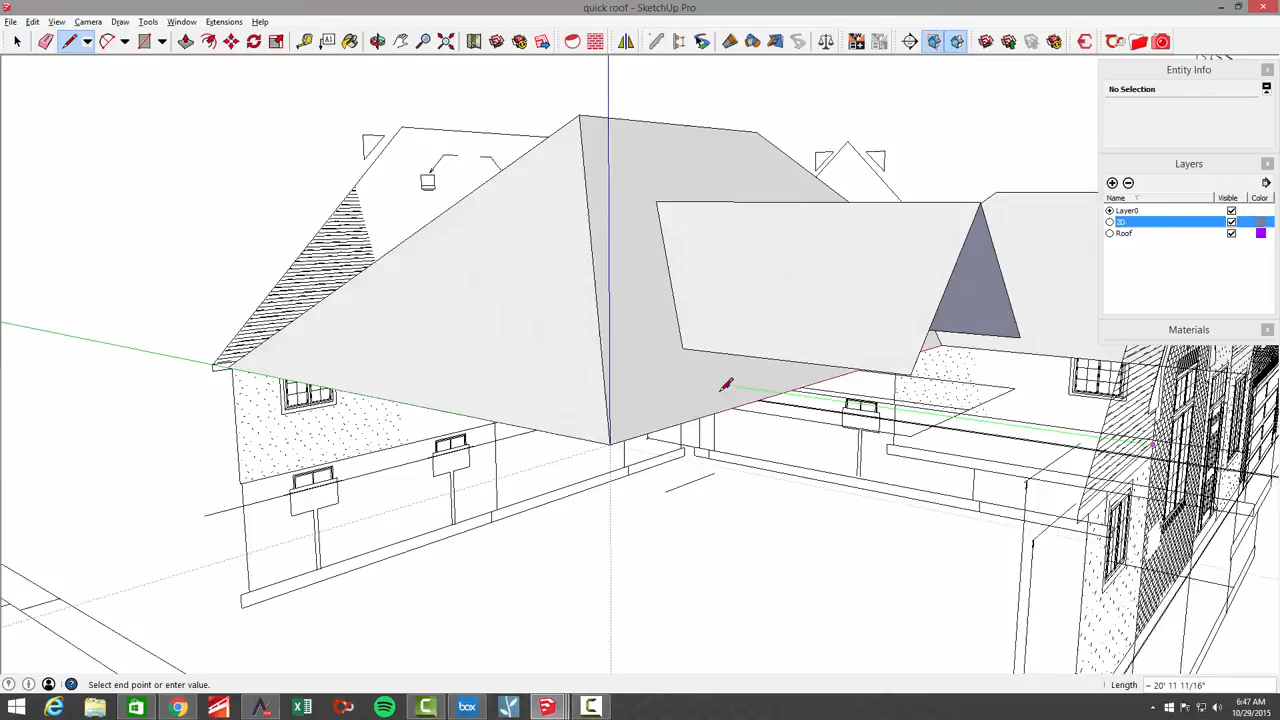 quick roof - SketchUp Pro
File Edit View Camera Draw Tools Window Extensions Help
Entity Info
No Selection
Layers
Name Visible Color
Layer0
2D
Roof
Materials
Select end point or enter value.
Length ~ 20' 11 11/16"
6:47 AM
10/29/2015